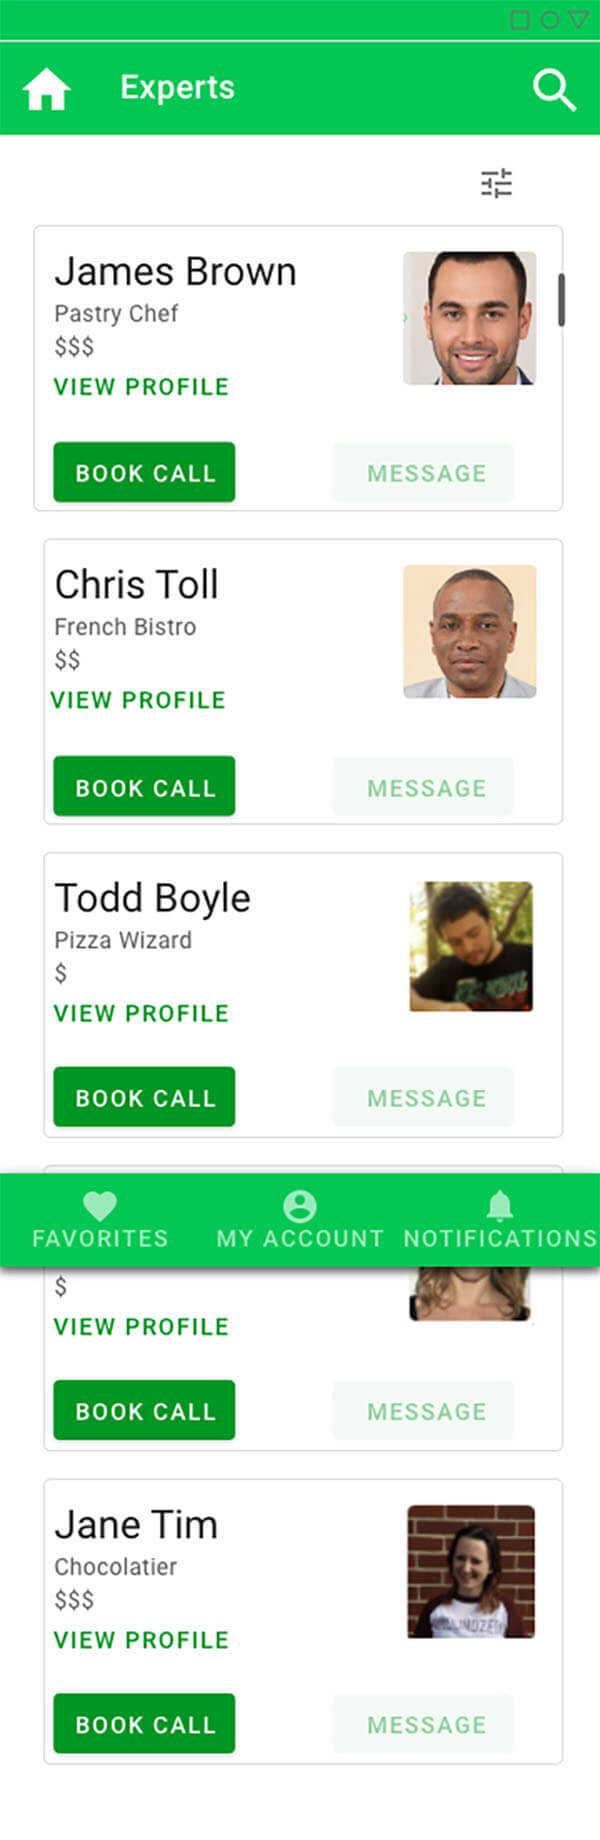 Experts
James Brown
Pastry Chef
$$$
VIEW PROFILE
BOOK CALL MESSAGE
Chris Toll
French Bistro
$$
VIEW PROFILE
BOOK CALL MESSAGE
Todd Boyle
Pizza Wizard
$
VIEW PROFILE
BOOK CALL MESSAGE
FAVORITES MY ACCOUNT NOTIFICATIONS
$
VIEW PROFILE
BOOK CALL MESSAGE
Jane Tim
Chocolatier
$$$
VIEW PROFILE
BOOK CALL MESSAGE